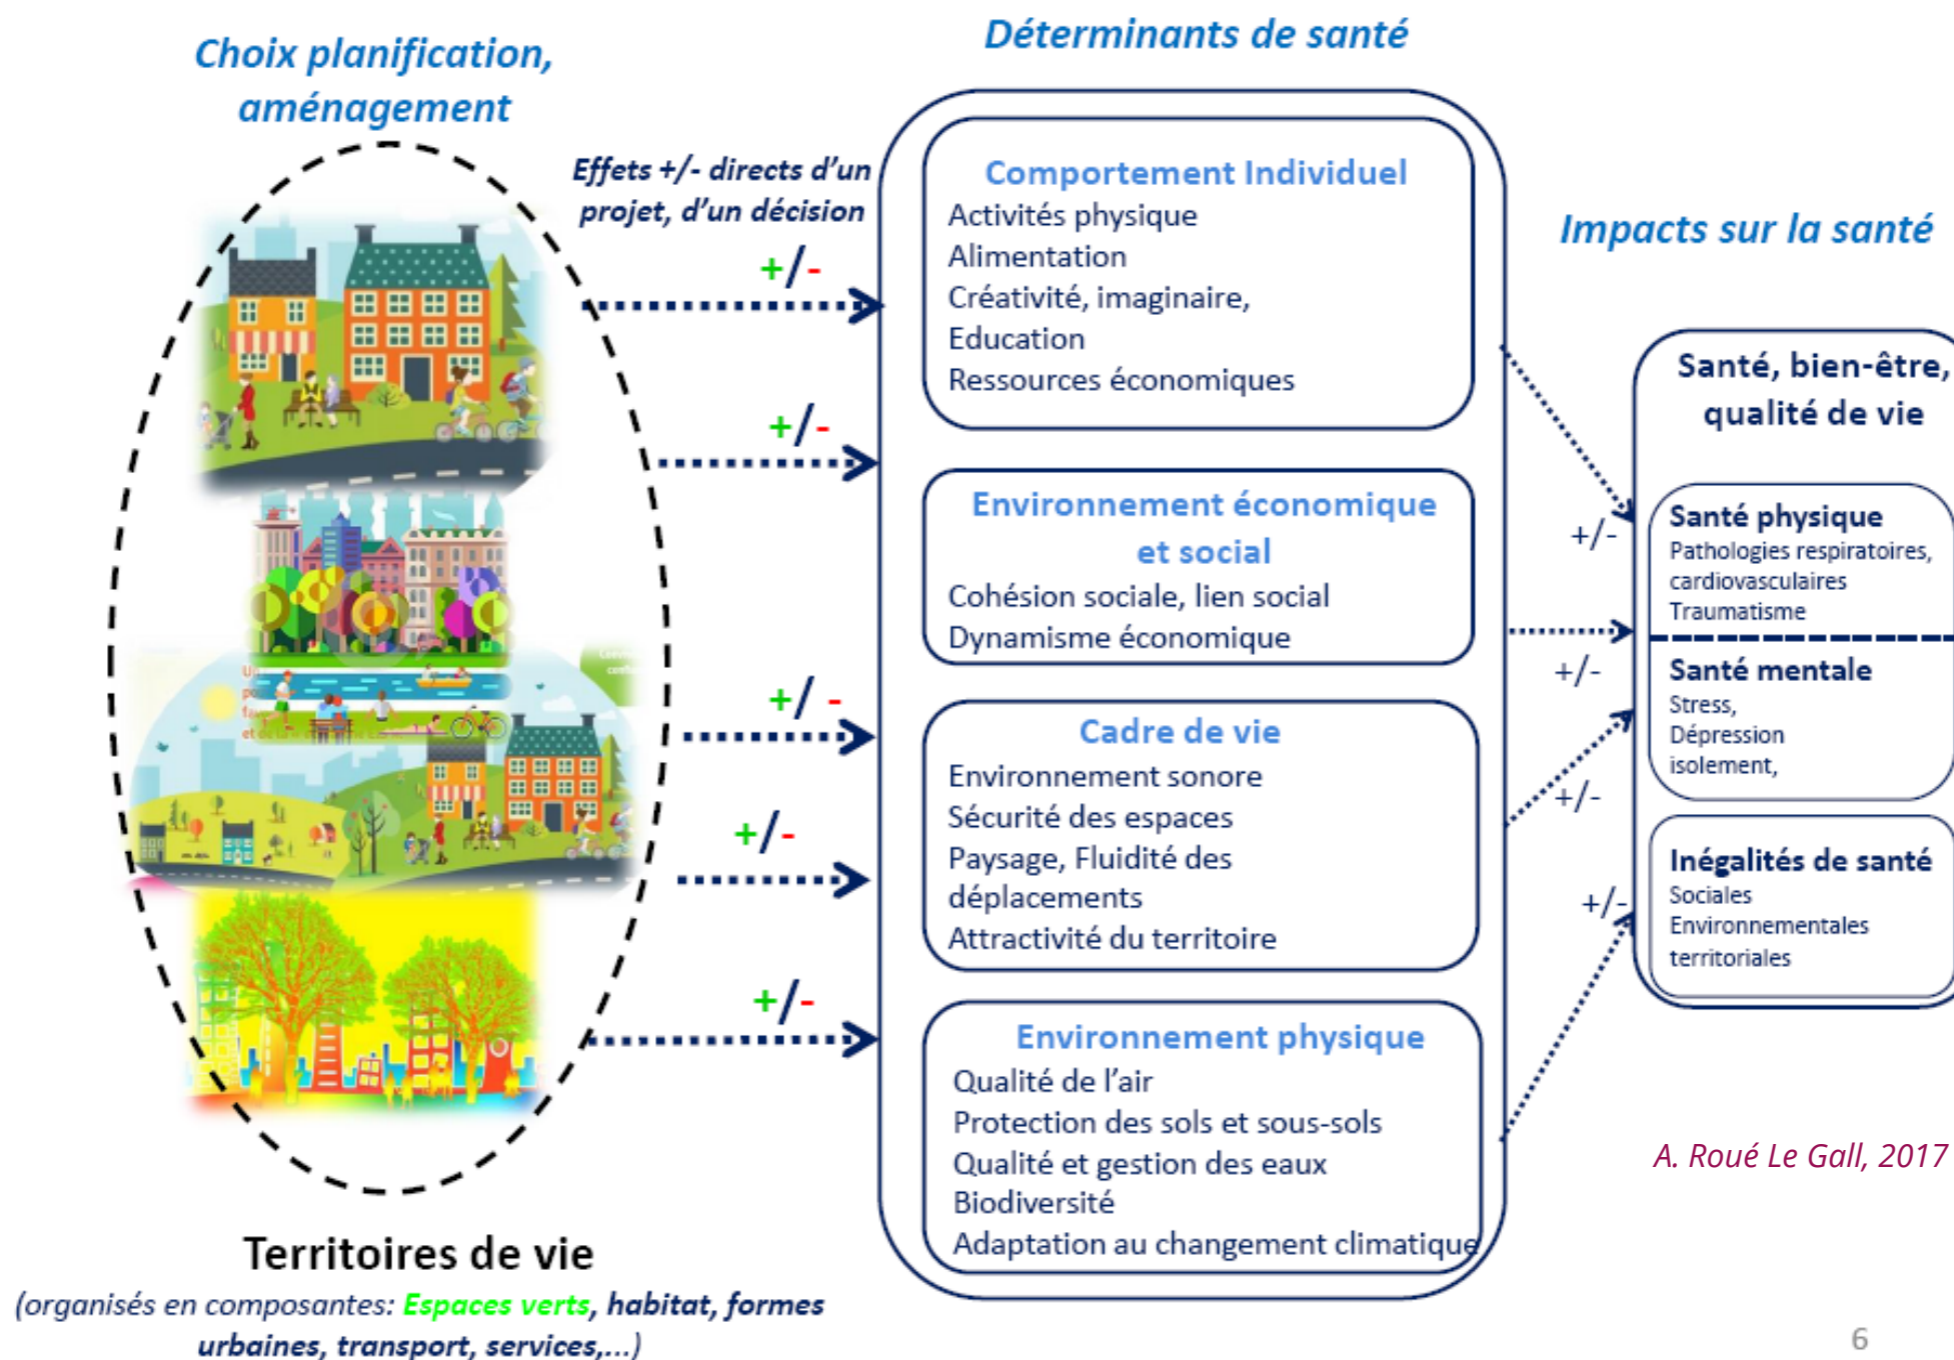 Choix planification,
aménagement
Effets +/- directs d'un
projet, d'un décision
+/-
+/-
+/ -
+/-
+/-
Territoires de vie
(organisés en composantes: Espaces verts, habitat, formes
urbaines, transport, services,...)
Déterminants de santé
Comportement Individuel
Activités physique
Alimentation
Créativité, imaginaire,
Education
Ressources économiques
Environnement économique
et social
Cohésion sociale, lien social
Dynamisme économique
Cadre de vie
Environnement sonore
Sécurité des espaces
Paysage, Fluidité des
déplacements
Attractivité du territoire
Environnement physique
Qualité de l'air
Protection des sols et sous-sols
Qualité et gestion des eaux
Biodiversité
Adaptation au changement climatique
+/-
+/-
+/-
+/-
Impacts sur la santé
Santé, bien-être,
qualité de vie
Santé physique
Pathologies respiratoires,
cardiovasculaires
Traumatisme
Santé mentale
Stress,
Dépression
isolement,
Inégalités de santé
Sociales
Environnementales
territoriales
A. Roué Le Gall, 2017
6